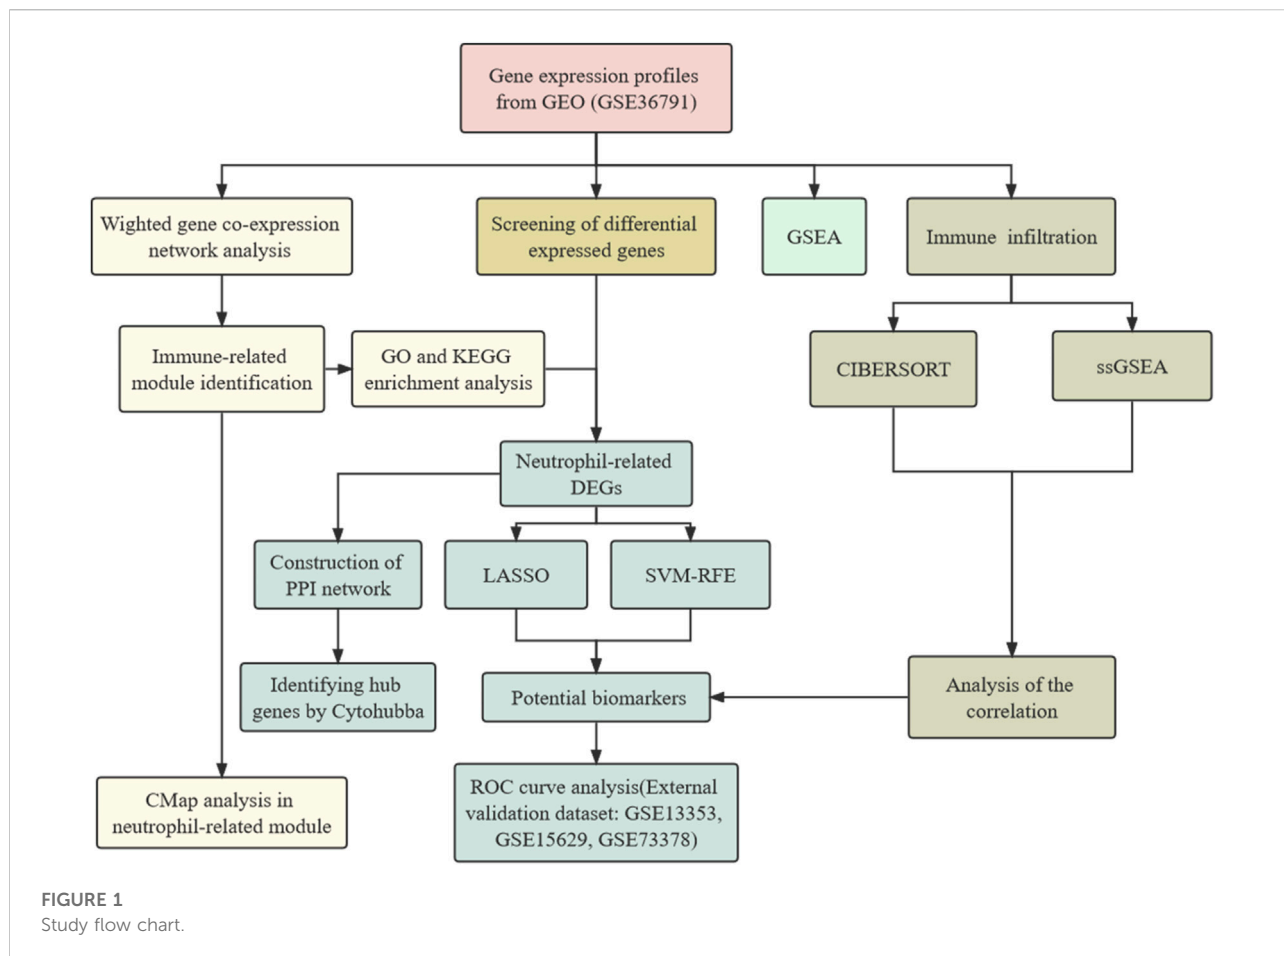 Gene expression profiles
from GEO (GSE36791)
Wighted gene co-expression
network analysis
Screening of differential
expressed genes
GSEA
Immune infiltration
Immune-related
module identification
GO and KEGG
enrichment analysis
CIBERSORT
ssGSEA
Neutrophil-related
DEGs
Construction of
PPI network
LASSO
SVM-RFE
Identifying hub
genes by Cytohubba
Potential biomarkers
Analysis of the
correlation
CMap analysis in
neutrophil-related module
ROC curve analysis(External
validation dataset: GSE13353,
GSE15629, GSE73378)
FIGURE 1
Study flow chart.